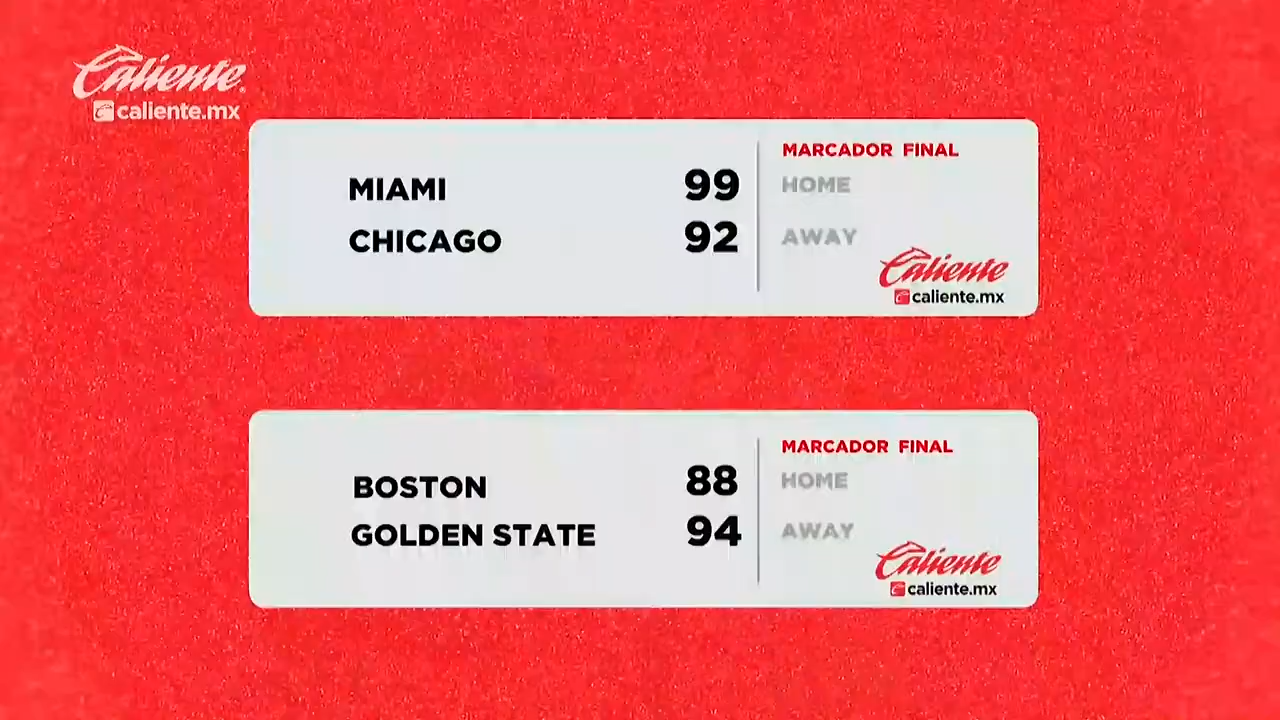 Caliente
caliente.mx
MARCADOR FINAL
MIAMI 99 HOME
CHICAGO 92 AWAY
Caliente
caliente.mx
MARCADOR FINAL
BOSTON 88 HOME
GOLDEN STATE 94 AWAY
Caliente
caliente.mx